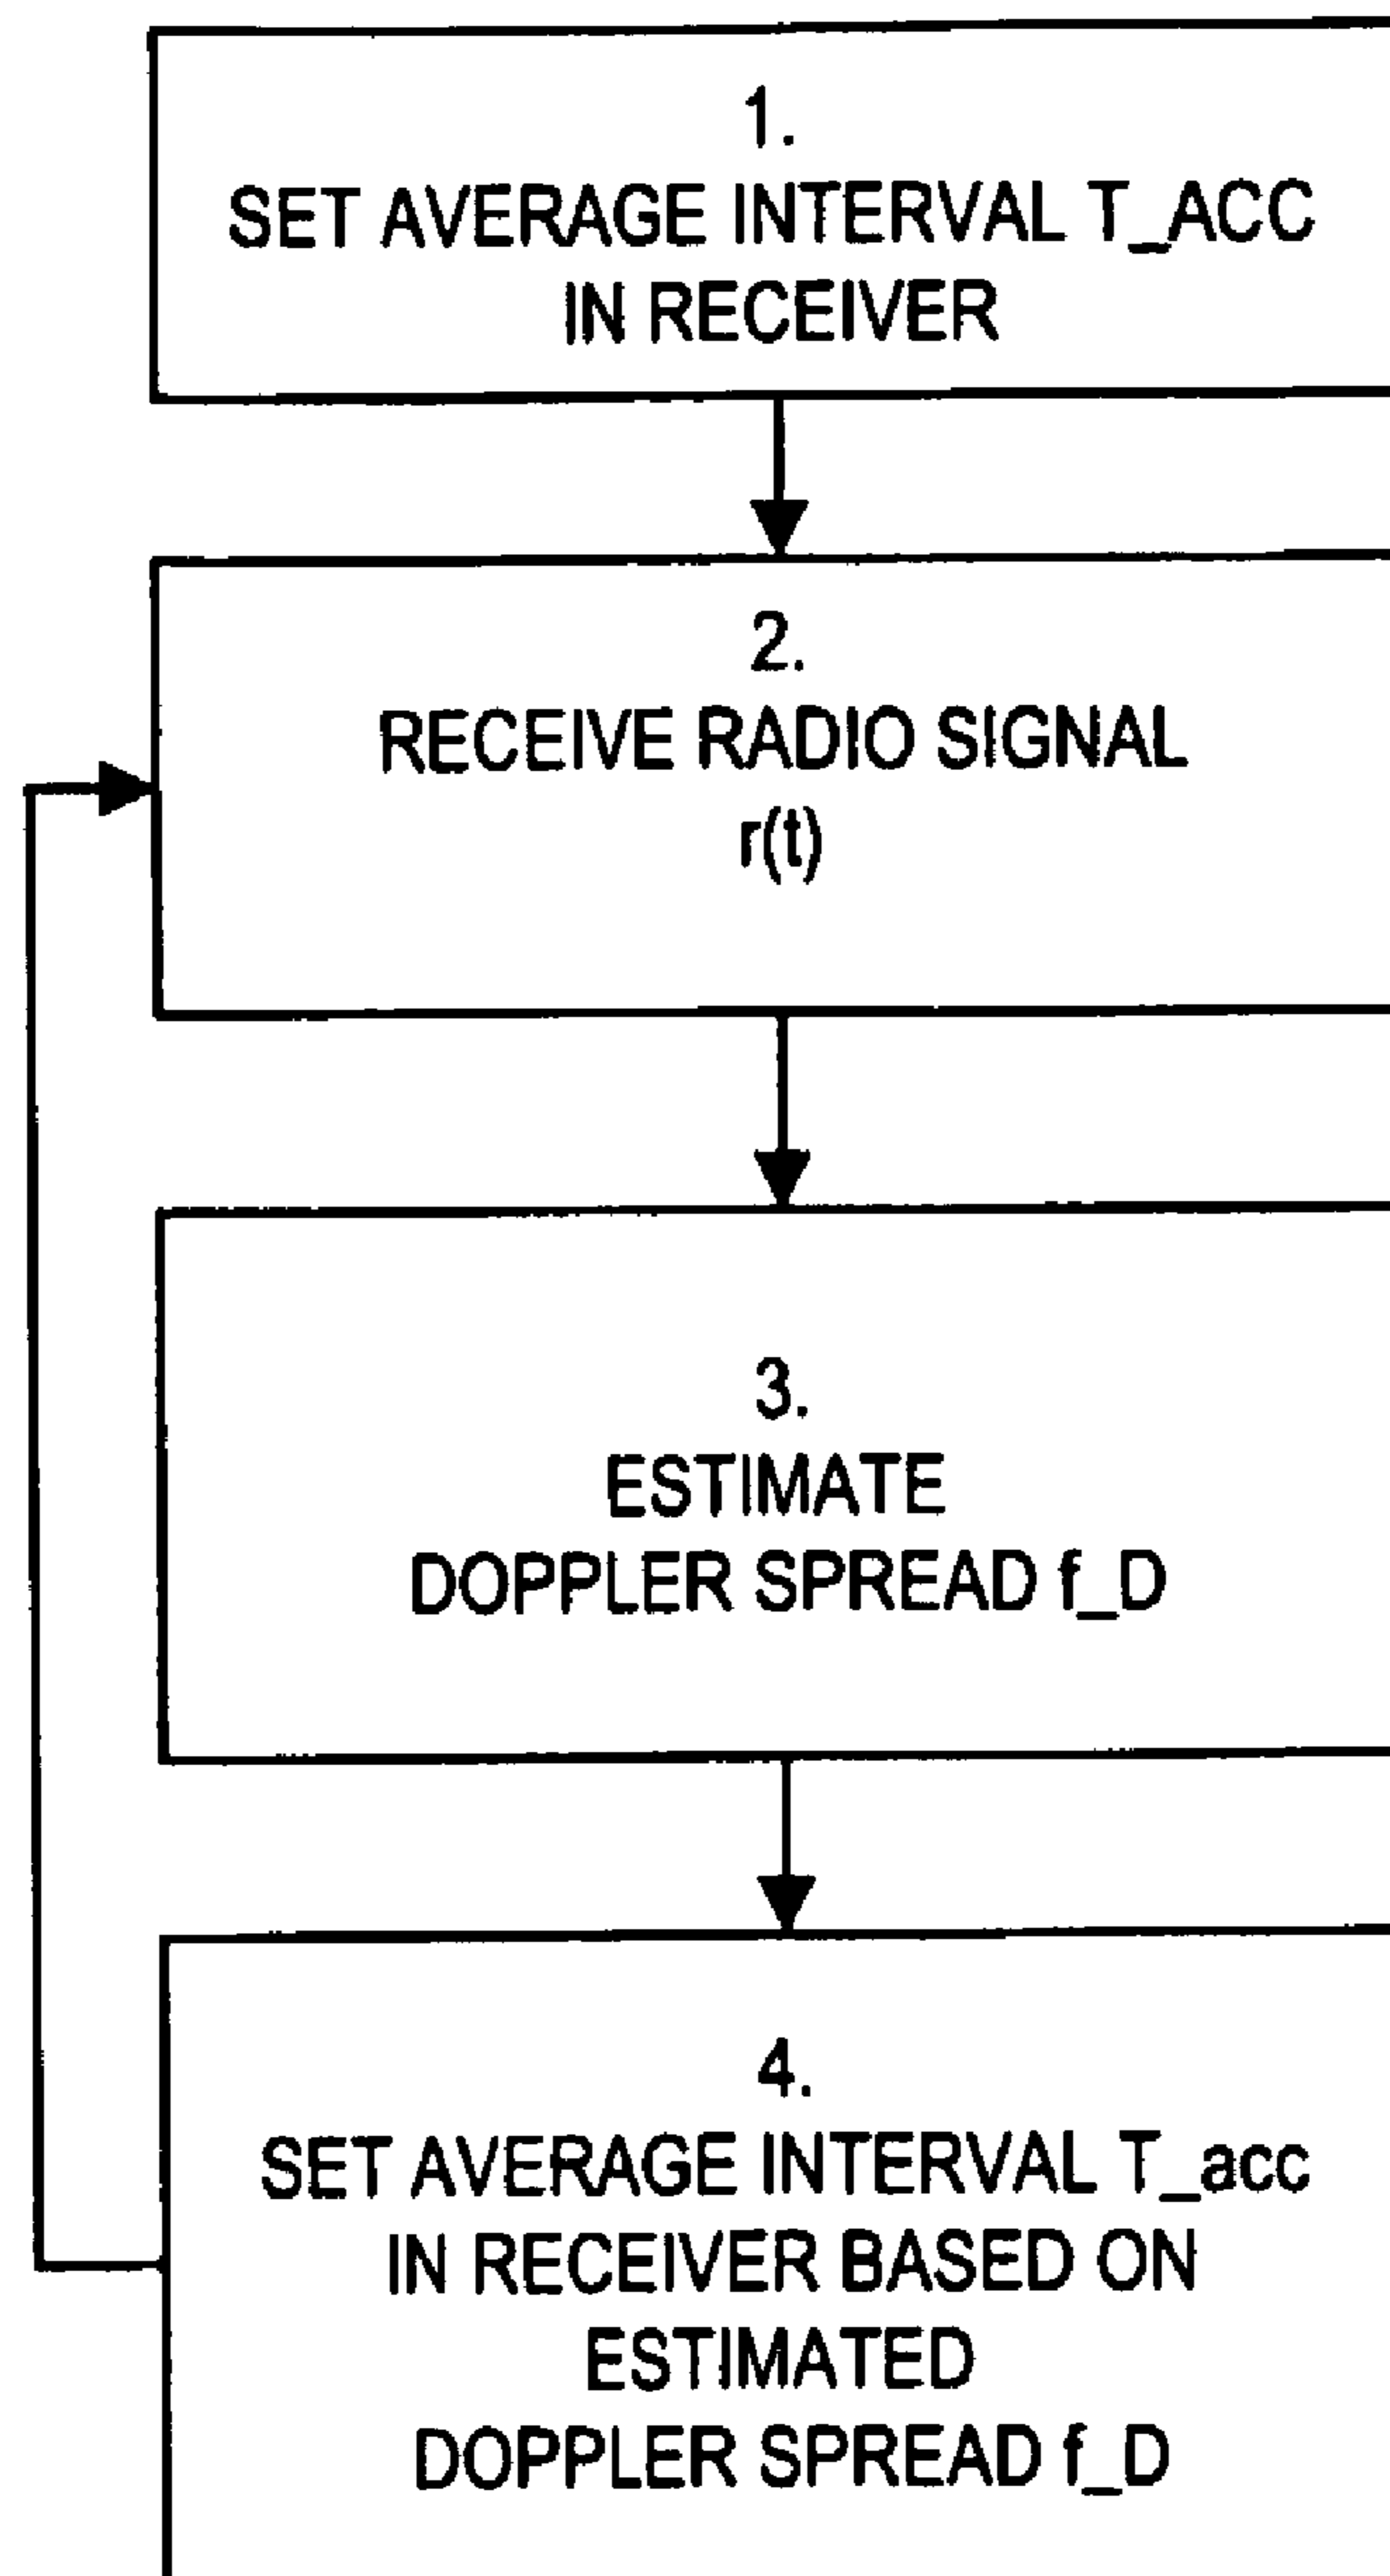 1.
SET AVERAGE INTERVAL T_ACC
IN RECEIVER
2.
RECEIVE RADIO SIGNAL
r(t)
3.
ESTIMATE
DOPPLER SPREAD f_D
4.
SET AVERAGE INTERVAL T_acc
IN RECEIVER BASED ON
ESTIMATED
DOPPLER SPREAD f_D